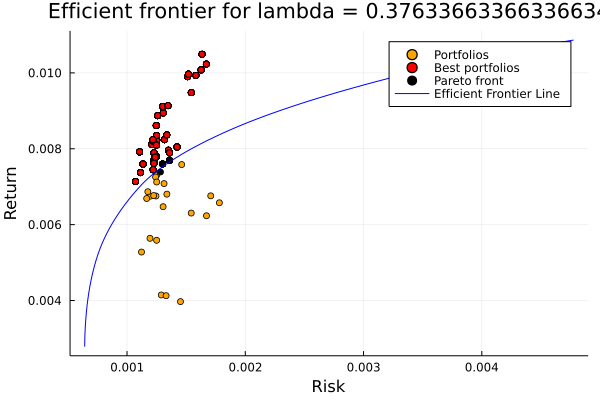 Efficient frontier for lambda = 0.3763366336633663
Portfolios
Best portfolios
Pareto front
Efficient Frontier Line
0.010
0.008
0.006
0.004
Return
0.001
0.002
0.003
0.004
Risk